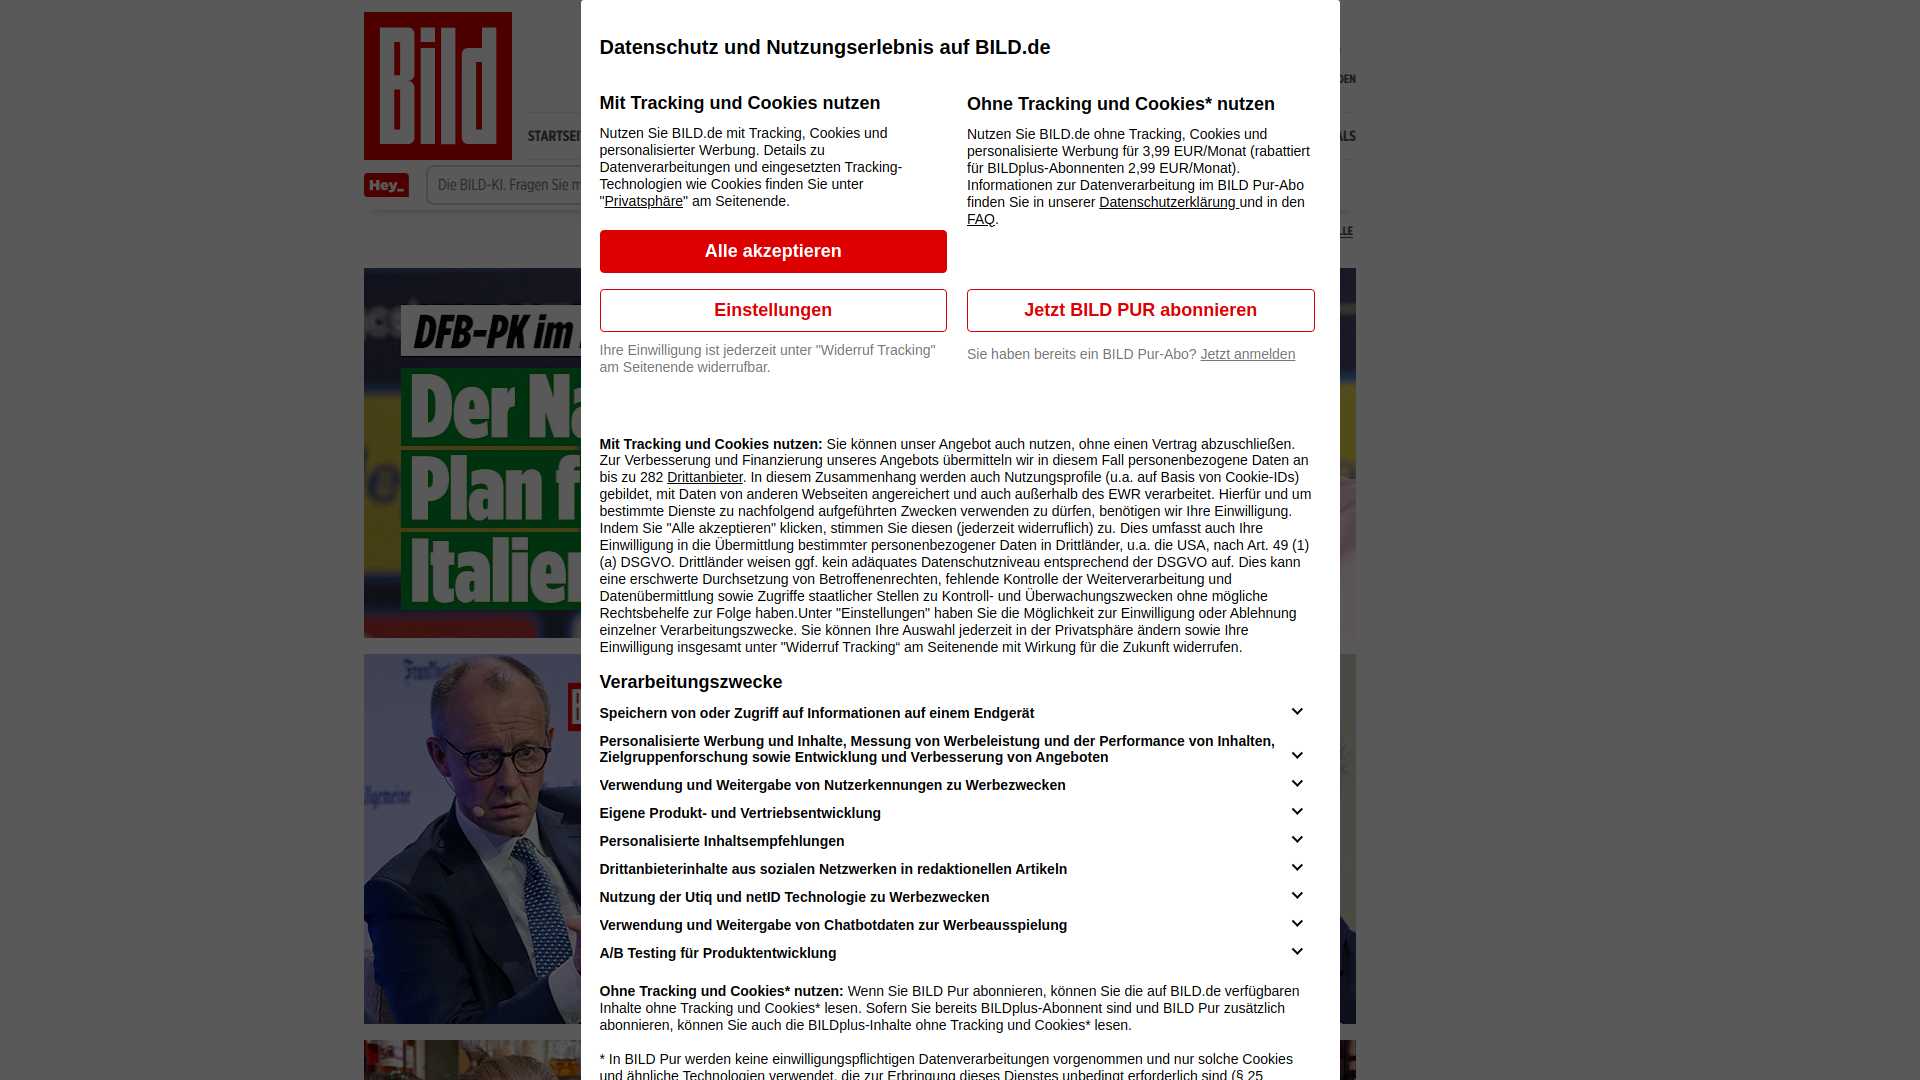 Bild
DEN
STARTSEI
ALS
Hey_
Die BILD-KI. Fragen Sie m
LLE
DFB-PK im
Der Na
Plan f
Italien
Datenschutz und Nutzungserlebnis auf BILD.de
Mit Tracking und Cookies nutzen
Nutzen Sie BILD.de mit Tracking, Cookies und
personalisierter Werbung. Details zu
Datenverarbeitungen und eingesetzten Tracking-
Technologien wie Cookies finden Sie unter
"Privatsphäre" am Seitenende.
Alle akzeptieren
Einstellungen
Ihre Einwilligung ist jederzeit unter "Widerruf Tracking"
am Seitenende widerrufbar.
Ohne Tracking und Cookies* nutzen
Nutzen Sie BILD.de ohne Tracking, Cookies und
personalisierte Werbung für 3,99 EUR/Monat (rabattiert
für BILDplus-Abonnenten 2,99 EUR/Monat).
Informationen zur Datenverarbeitung im BILD Pur-Abo
finden Sie in unserer Datenschutzerklärung und in den
FAQ.
Jetzt BILD PUR abonnieren
Sie haben bereits ein BILD Pur-Abo? Jetzt anmelden
Mit Tracking und Cookies nutzen: Sie können unser Angebot auch nutzen, ohne einen Vertrag abzuschließen.
Zur Verbesserung und Finanzierung unseres Angebots übermitteln wir in diesem Fall personenbezogene Daten an
bis zu 282 Drittanbieter. In diesem Zusammenhang werden auch Nutzungsprofile (u.a. auf Basis von Cookie-IDs)
gebildet, mit Daten von anderen Webseiten angereichert und auch außerhalb des EWR verarbeitet. Hierfür und um
bestimmte Dienste zu nachfolgend aufgeführten Zwecken verwenden zu dürfen, benötigen wir Ihre Einwilligung.
Indem Sie "Alle akzeptieren" klicken, stimmen Sie diesen (jederzeit widerruflich) zu. Dies umfasst auch Ihre
Einwilligung in die Übermittlung bestimmter personenbezogener Daten in Drittländer, u.a. die USA, nach Art. 49 (1)
(a) DSGVO. Drittländer weisen ggf. kein adäquates Datenschutzniveau entsprechend der DSGVO auf. Dies kann
eine erschwerte Durchsetzung von Betroffenenrechten, fehlende Kontrolle der Weiterverarbeitung und
Datenübermittlung sowie Zugriffe staatlicher Stellen zu Kontroll- und Überwachungszwecken ohne mögliche
Rechtsbehelfe zur Folge haben.Unter "Einstellungen" haben Sie die Möglichkeit zur Einwilligung oder Ablehnung
einzelner Verarbeitungszwecke. Sie können Ihre Auswahl jederzeit in der Privatsphäre ändern sowie Ihre
Einwilligung insgesamt unter "Widerruf Tracking“ am Seitenende mit Wirkung für die Zukunft widerrufen.
Verarbeitungszwecke
Speichern von oder Zugriff auf Informationen auf einem Endgerät
Personalisierte Werbung und Inhalte, Messung von Werbeleistung und der Performance von Inhalten,
Zielgruppenforschung sowie Entwicklung und Verbesserung von Angeboten
Verwendung und Weitergabe von Nutzerkennungen zu Werbezwecken
Eigene Produkt- und Vertriebsentwicklung
Personalisierte Inhaltsempfehlungen
Drittanbieterinhalte aus sozialen Netzwerken in redaktionellen Artikeln
Nutzung der Utiq und netID Technologie zu Werbezwecken
Verwendung und Weitergabe von Chatbotdaten zur Werbeausspielung
A/B Testing für Produktentwicklung
Ohne Tracking und Cookies* nutzen: Wenn Sie BILD Pur abonnieren, können Sie die auf BILD.de verfügbaren
Inhalte ohne Tracking und Cookies* lesen. Sofern Sie bereits BILDplus-Abonnent sind und BILD Pur zusätzlich
abonnieren, können Sie auch die BILDplus-Inhalte ohne Tracking und Cookies* lesen.
* In BILD Pur werden keine einwilligungspflichtigen Datenverarbeitungen vorgenommen und nur solche Cookies
und ähnliche Technologien verwendet, die zur Erbringung dieses Dienstes unbedingt erforderlich sind (§ 25